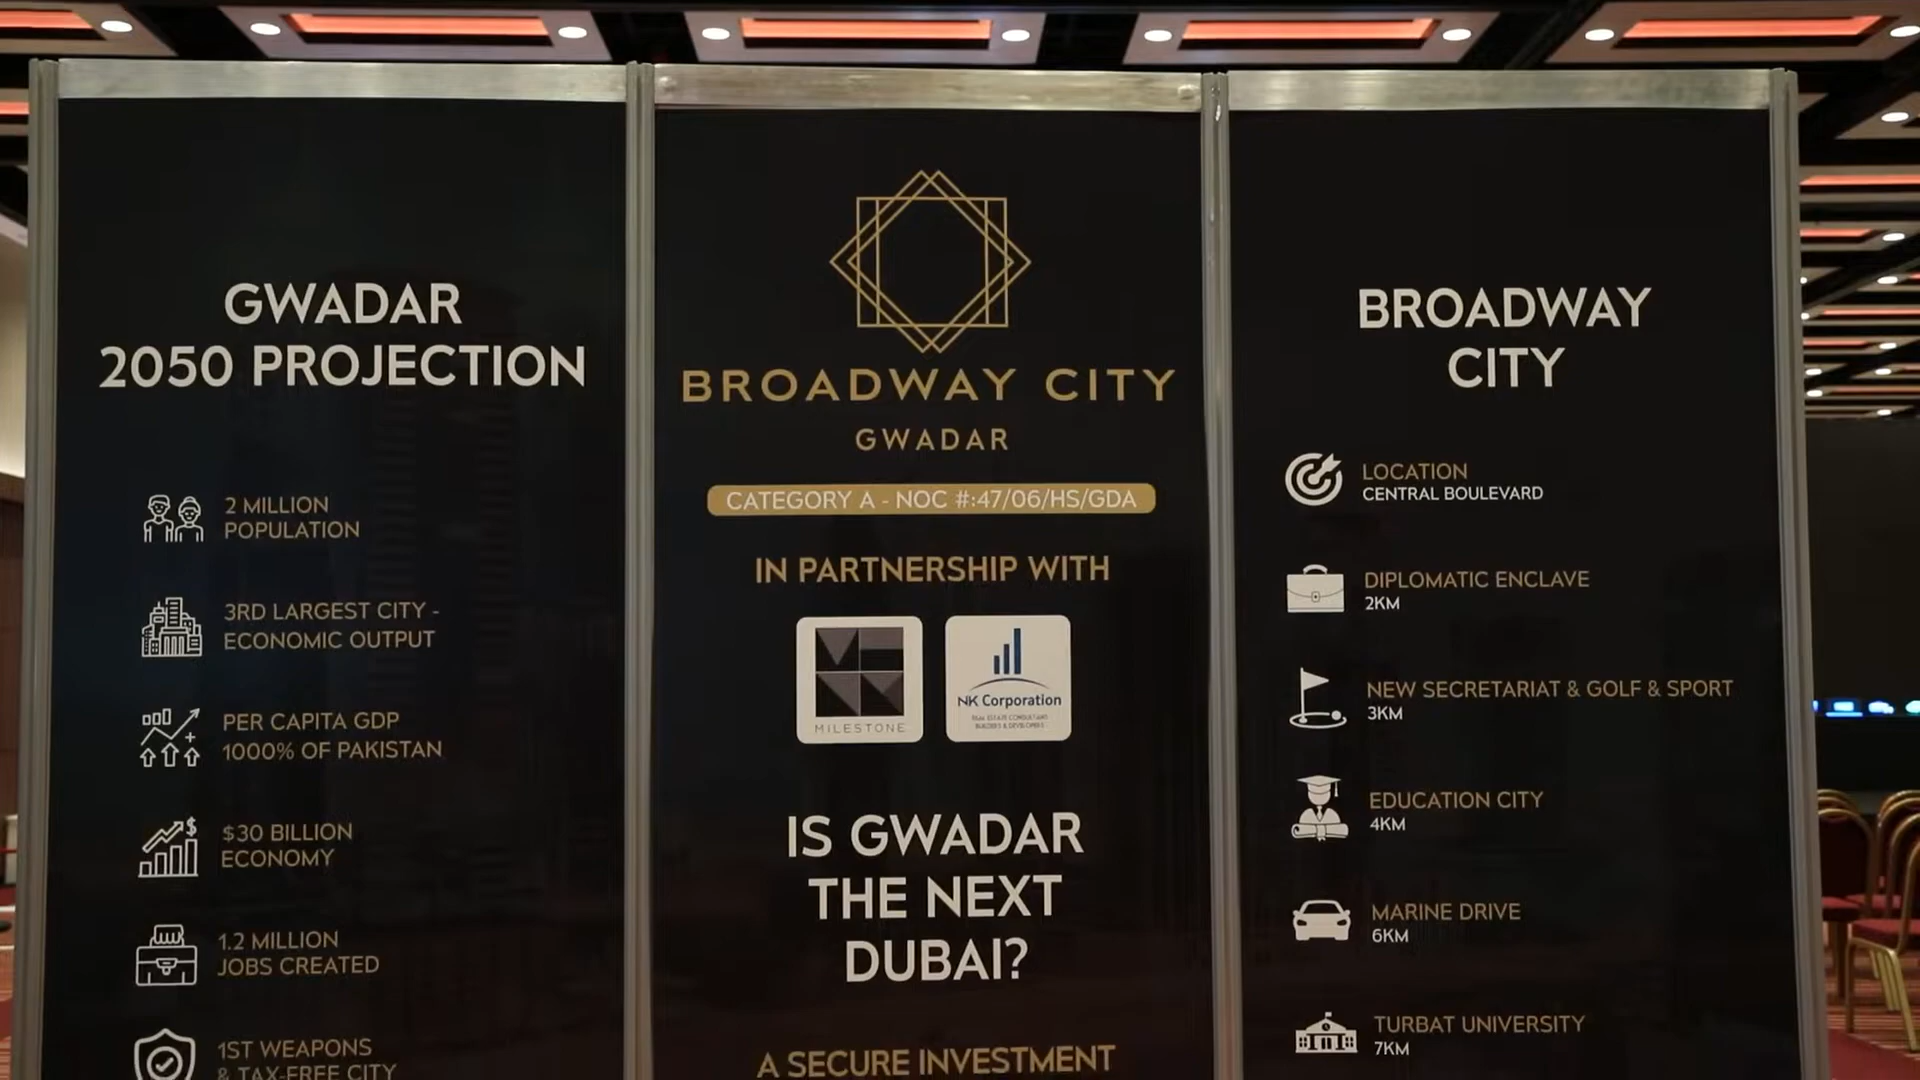 GWADAR
2050 PROJECTION
2 MILLION
POPULATION
3RD LARGEST CITY -
ECONOMIC OUTPUT
PER CAPITA GDP
1000% OF PAKISTAN
$30 BILLION
ECONOMY
1.2 MILLION
JOBS CREATED
1ST WEAPONS
& TAX-FREE CITY
BROADWAY CITY
GWADAR
CATEGORY A - NOC #:47/06/HS/GDA
IN PARTNERSHIP WITH
MILESTONE
NK Corporation
REAL ESTATE CONSULTANTS
BUILDERS & DEVELOPERS
IS GWADAR
THE NEXT
DUBAI?
A SECURE INVESTMENT
BROADWAY
CITY
LOCATION
CENTRAL BOULEVARD
DIPLOMATIC ENCLAVE
2KM
NEW SECRETARIAT & GOLF & SPORT
3KM
EDUCATION CITY
4KM
MARINE DRIVE
6KM
TURBAT UNIVERSITY
7KM